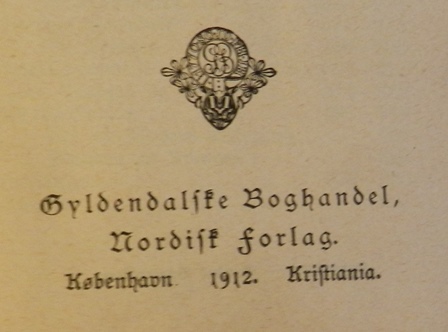 Gyldendalske Boghandel,
Nordisk Forlag.
København 1912. Kristiania.